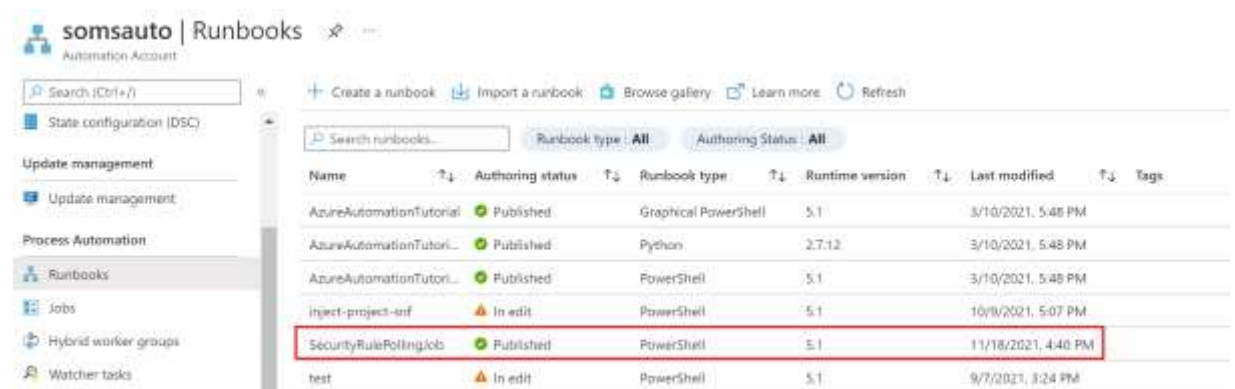 somsauto | Runbooks
Automation Account
Search (Ctrl+/)
Create a runbook Import a runbook Browse gallery Learn more Refresh
State configuration (DSC)
Search runbooks...
Runbook type : All
Authoring Status : All
Update management
Name Authoring status Runbook type Runtime version Last modified Tags
Update management
AzureAutomationTutorial Published Graphical PowerShell 5.1 3/10/2021, 5:48 PM
Process Automation
AzureAutomationTutori... Published Python 2.7.12 3/10/2021, 5:48 PM
Runbooks
AzureAutomationTutori... Published PowerShell 5.1 3/10/2021, 5:48 PM
Jobs
inject-project-snf In edit PowerShell 5.1 10/9/2021, 5:07 PM
Hybrid worker groups
SecurityRulePollingJob Published PowerShell 5.1 11/18/2021, 4:40 PM
Watcher tasks
test In edit PowerShell 5.1 9/7/2021, 3:24 PM